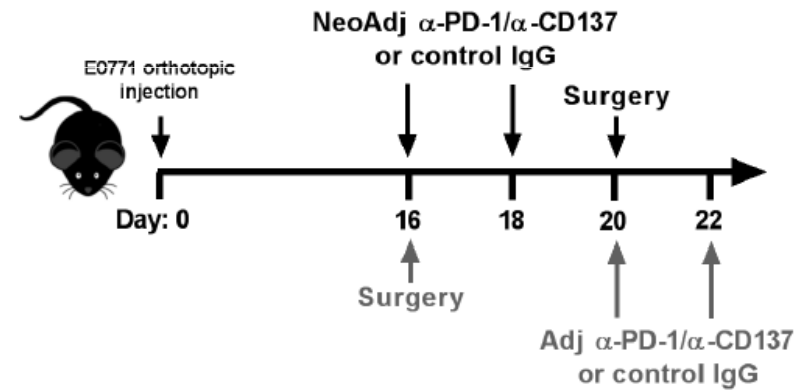 NeoAdj α-PD-1/α-CD137
or control IgG
E0771 orthotopic
injection
Surgery
Day: 0
16
18
20
22
Surgery
Adj α-PD-1/α-CD137
or control IgG